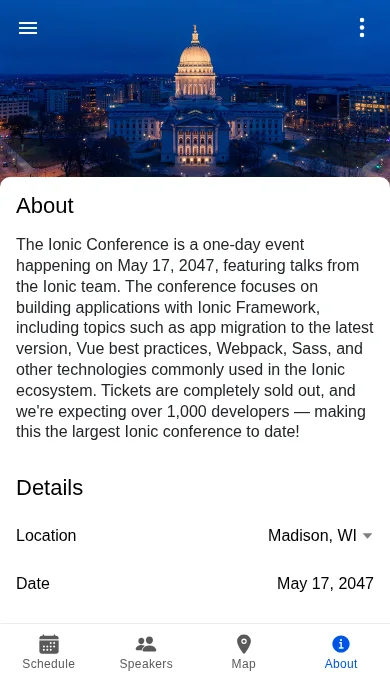 About
The Ionic Conference is a one-day event
happening on May 17, 2047, featuring talks from
the Ionic team. The conference focuses on
building applications with Ionic Framework,
including topics such as app migration to the latest
version, Vue best practices, Webpack, Sass, and
other technologies commonly used in the Ionic
ecosystem. Tickets are completely sold out, and
we're expecting over 1,000 developers — making
this the largest Ionic conference to date!
Details
Location Madison, WI
Date May 17, 2047
Schedule Speakers Map About